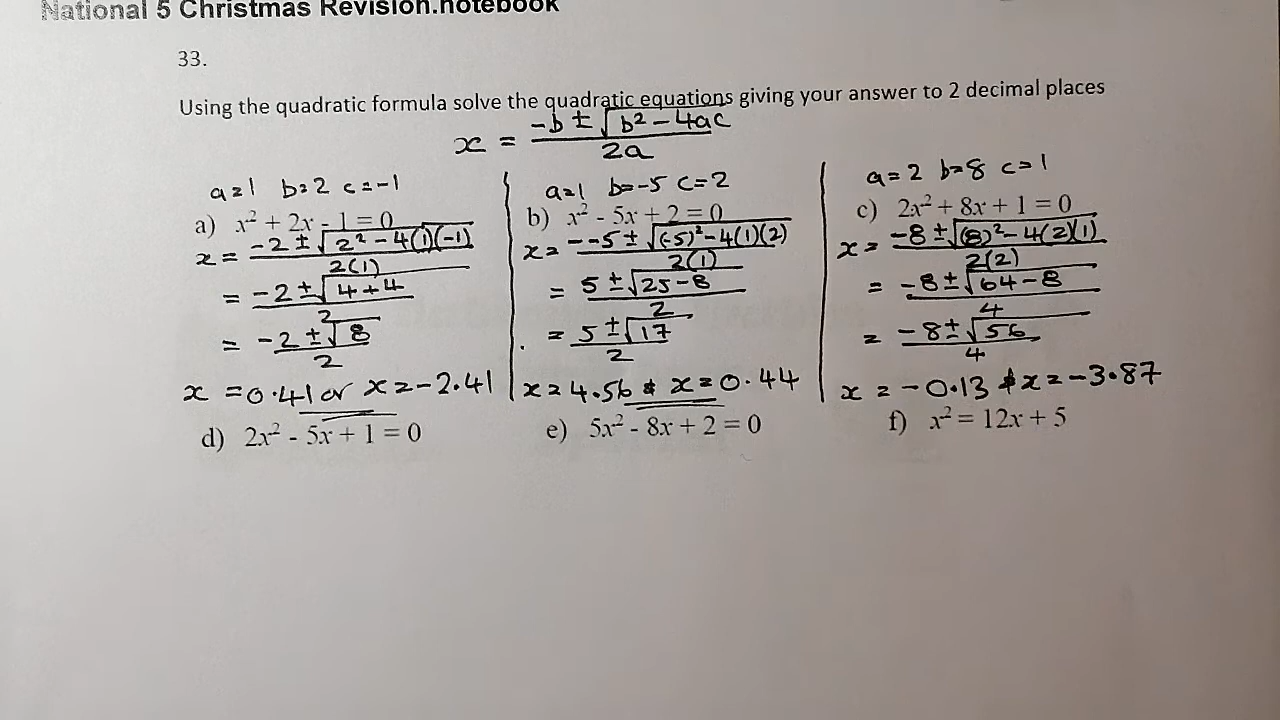 National 5 Christmas Revision.notebook
33.
Using the quadratic formula solve the quadratic equations giving your answer to 2 decimal places
x = (-b ± √(b² - 4ac)) / 2a
a=1 b=2 c=-1
a) x² + 2x - 1 = 0
x = (-2 ± √(2² - 4(1)(-1))) / 2(1)
= (-2 ± √(4+4)) / 2
= (-2 ± √8) / 2
x = 0.41 or x = -2.41
a=1 b=-5 c=2
b) x² - 5x + 2 = 0
x = (--5 ± √((-5)² - 4(1)(2))) / 2(1)
= (5 ± √(25-8)) / 2
= (5 ± √17) / 2
x = 4.56 & x = 0.44
a=2 b=8 c=1
c) 2x² + 8x + 1 = 0
x = (-8 ± √((8)² - 4(2)(1))) / 2(2)
= (-8 ± √(64-8)) / 4
= (-8 ± √56) / 4
x = -0.13 & x = -3.87
d) 2x² - 5x + 1 = 0
e) 5x² - 8x + 2 = 0
f) x² = 12x + 5